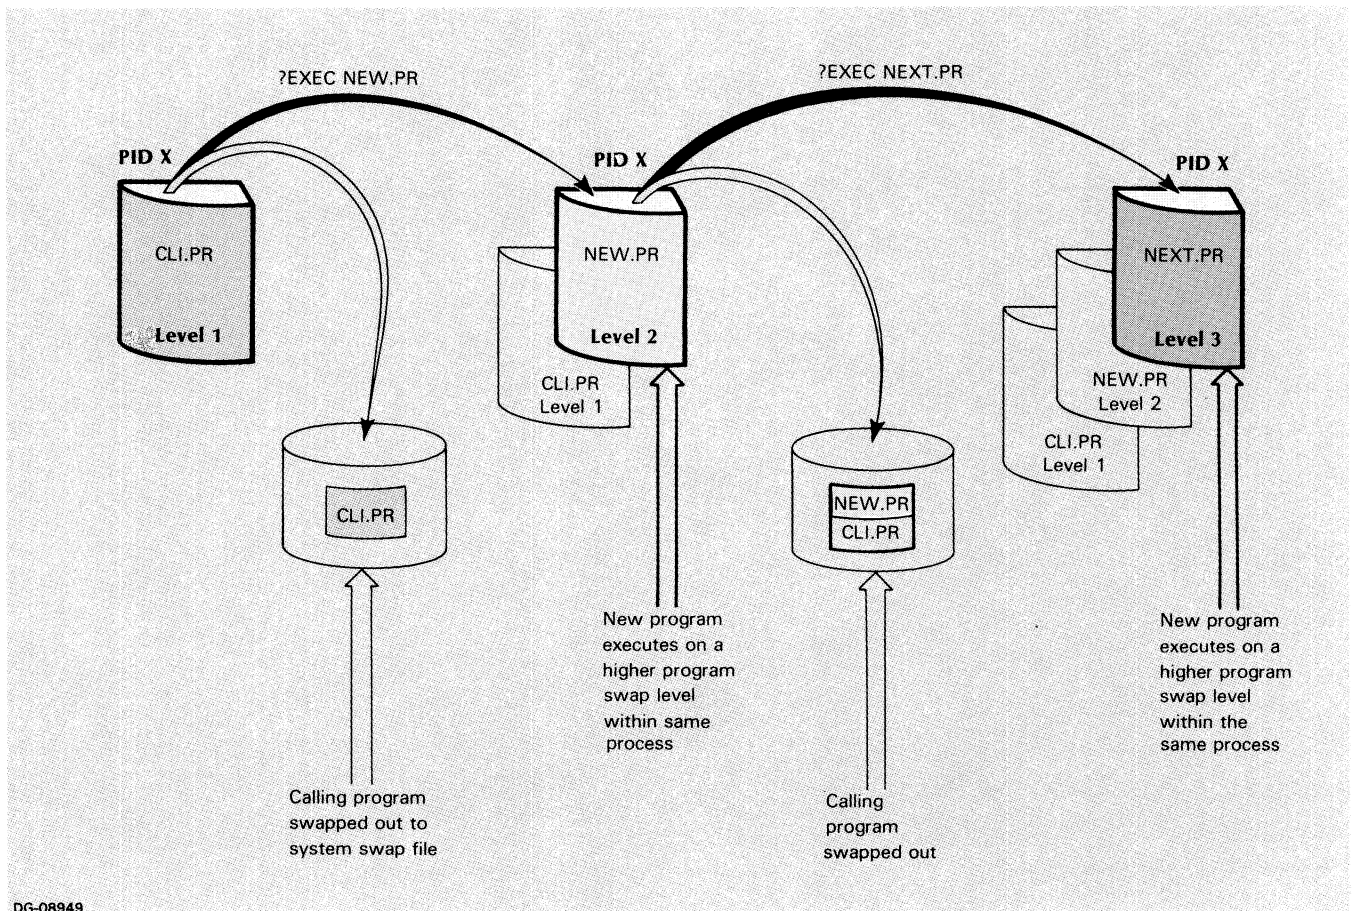 ?EXEC NEW.PR
?EXEC NEXT.PR
PID X
PID X
PID X
CLI.PR
Level 1
NEW.PR
Level 2
CLI.PR
Level 1
NEXT.PR
Level 3
NEW.PR
Level 2
CLI.PR
Level 1
CLI.PR
NEW.PR
CLI.PR
New program
executes on a
higher program
swap level
within same
process
New program
executes on a
higher program
swap level
within the
same process
Calling program
swapped out to
system swap file
Calling
program
swapped out
DG-08949